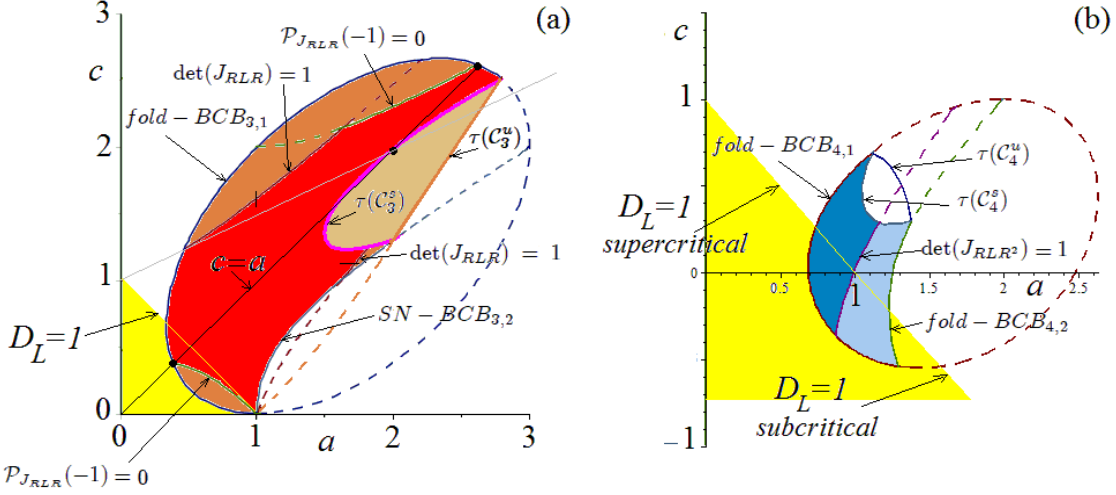 (a)
3
c
2
1
0
0
1
a
2
3
𝒫_{J_{RLR}}(−1) = 0
det(J_{RLR}) = 1
fold − BCB_{3,1}
τ(𝒞_3^u)
τ(𝒞_3^s)
c=a
det(J_{RLR}) = 1
SN − BCB_{3,2}
D_L=1
𝒫_{J_{RLR}}(−1) = 0
(b)
c
1
0
−1
0.5
1
1.5
2
a
2.5
fold − BCB_{4,1}
τ(𝒞_4^u)
τ(𝒞_4^s)
D_L=1
supercritical
det(J_{RLR^2}) = 1
fold − BCB_{4,2}
D_L=1
subcritical